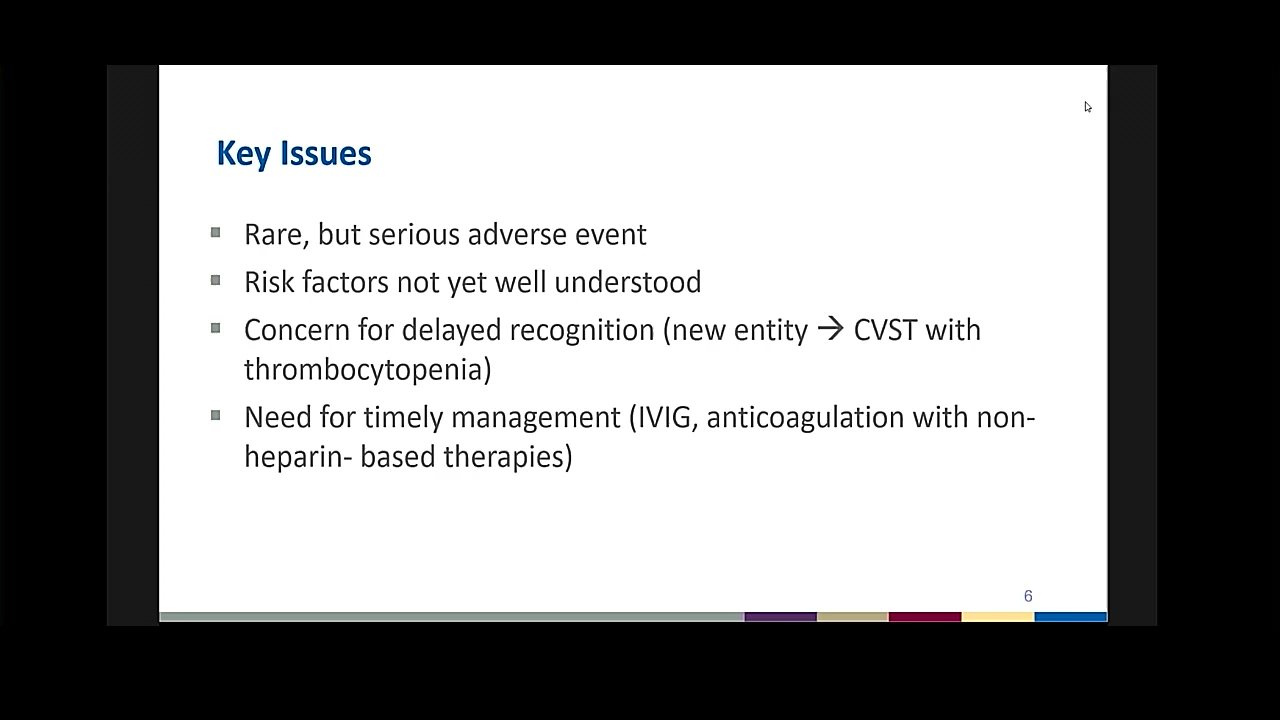 Key Issues
Rare, but serious adverse event
Risk factors not yet well understood
Concern for delayed recognition (new entity → CVST with
thrombocytopenia)
Need for timely management (IVIG, anticoagulation with non-
heparin- based therapies)
6